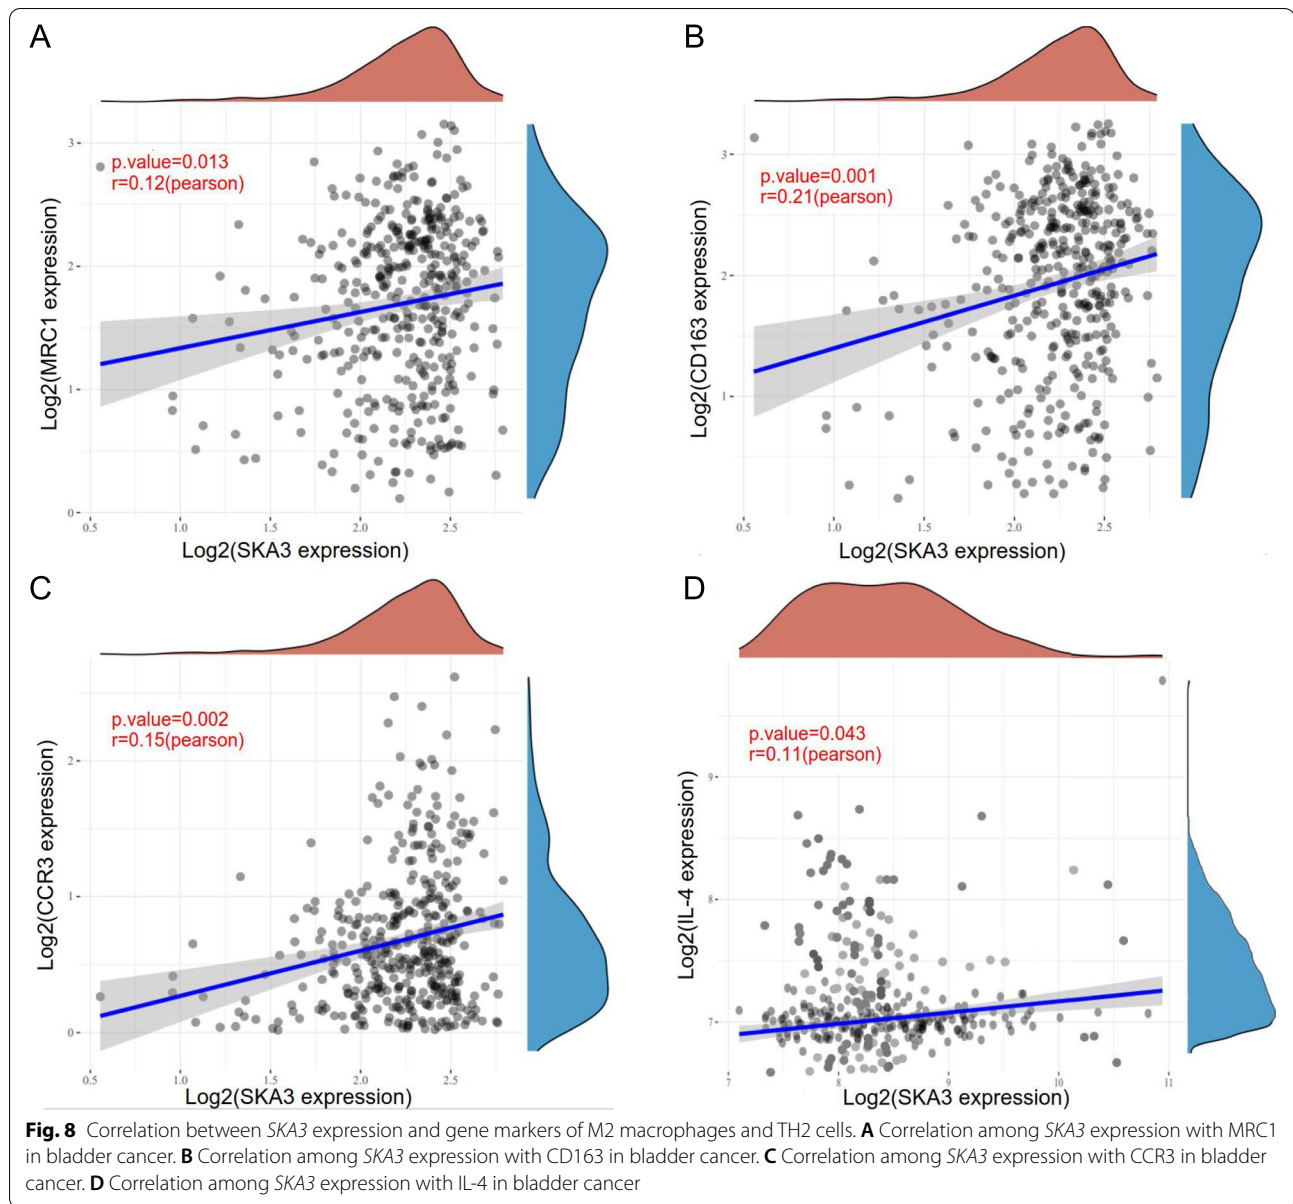 A
p.value=0.013
r=0.12(pearson)
Log2(MRC1 expression)
3
2
1
0
0.5 1.0 1.5 2.0 2.5
Log2(SKA3 expression)
B
p.value=0.001
r=0.21(pearson)
Log2(CD163 expression)
3
2
1
0.5 1.0 1.5 2.0 2.5
Log2(SKA3 expression)
C
p.value=0.002
r=0.15(pearson)
Log2(CCR3 expression)
2
1
0
0.5 1.0 1.5 2.0 2.5
Log2(SKA3 expression)
D
p.value=0.043
r=0.11(pearson)
Log2(IL-4 expression)
9
8
7
7 8 9 10 11
Log2(SKA3 expression)
Fig. 8 Correlation between SKA3 expression and gene markers of M2 macrophages and TH2 cells. A Correlation among SKA3 expression with MRC1
in bladder cancer. B Correlation among SKA3 expression with CD163 in bladder cancer. C Correlation among SKA3 expression with CCR3 in bladder
cancer. D Correlation among SKA3 expression with IL-4 in bladder cancer